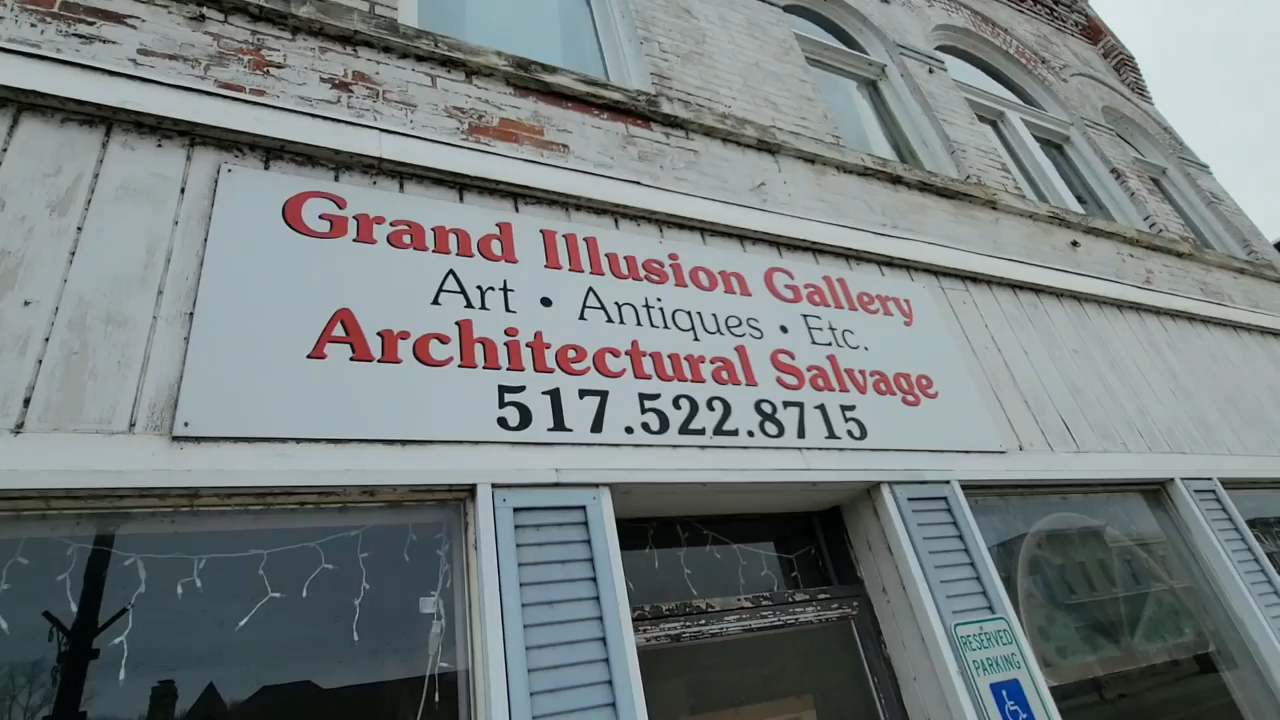 Grand Illusion Gallery
Art • Antiques • Etc.
Architectural Salvage
517.522.8715
RESERVED
PARKING